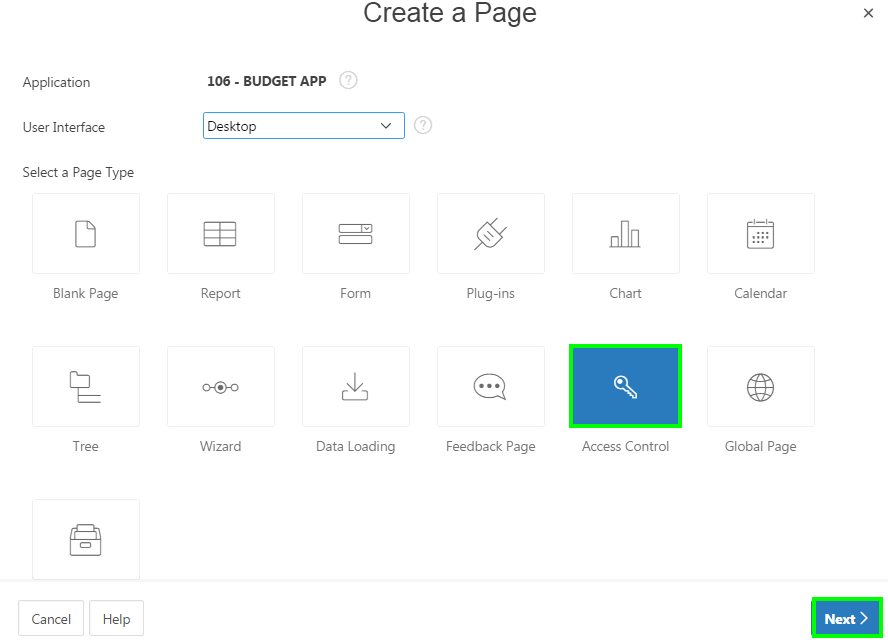 Create a Page
Application 106 - BUDGET APP ?
User Interface Desktop ?
Select a Page Type
Blank Page Report Form Plug-ins Chart Calendar
Tree Wizard Data Loading Feedback Page Access Control Global Page
Cancel Help Next